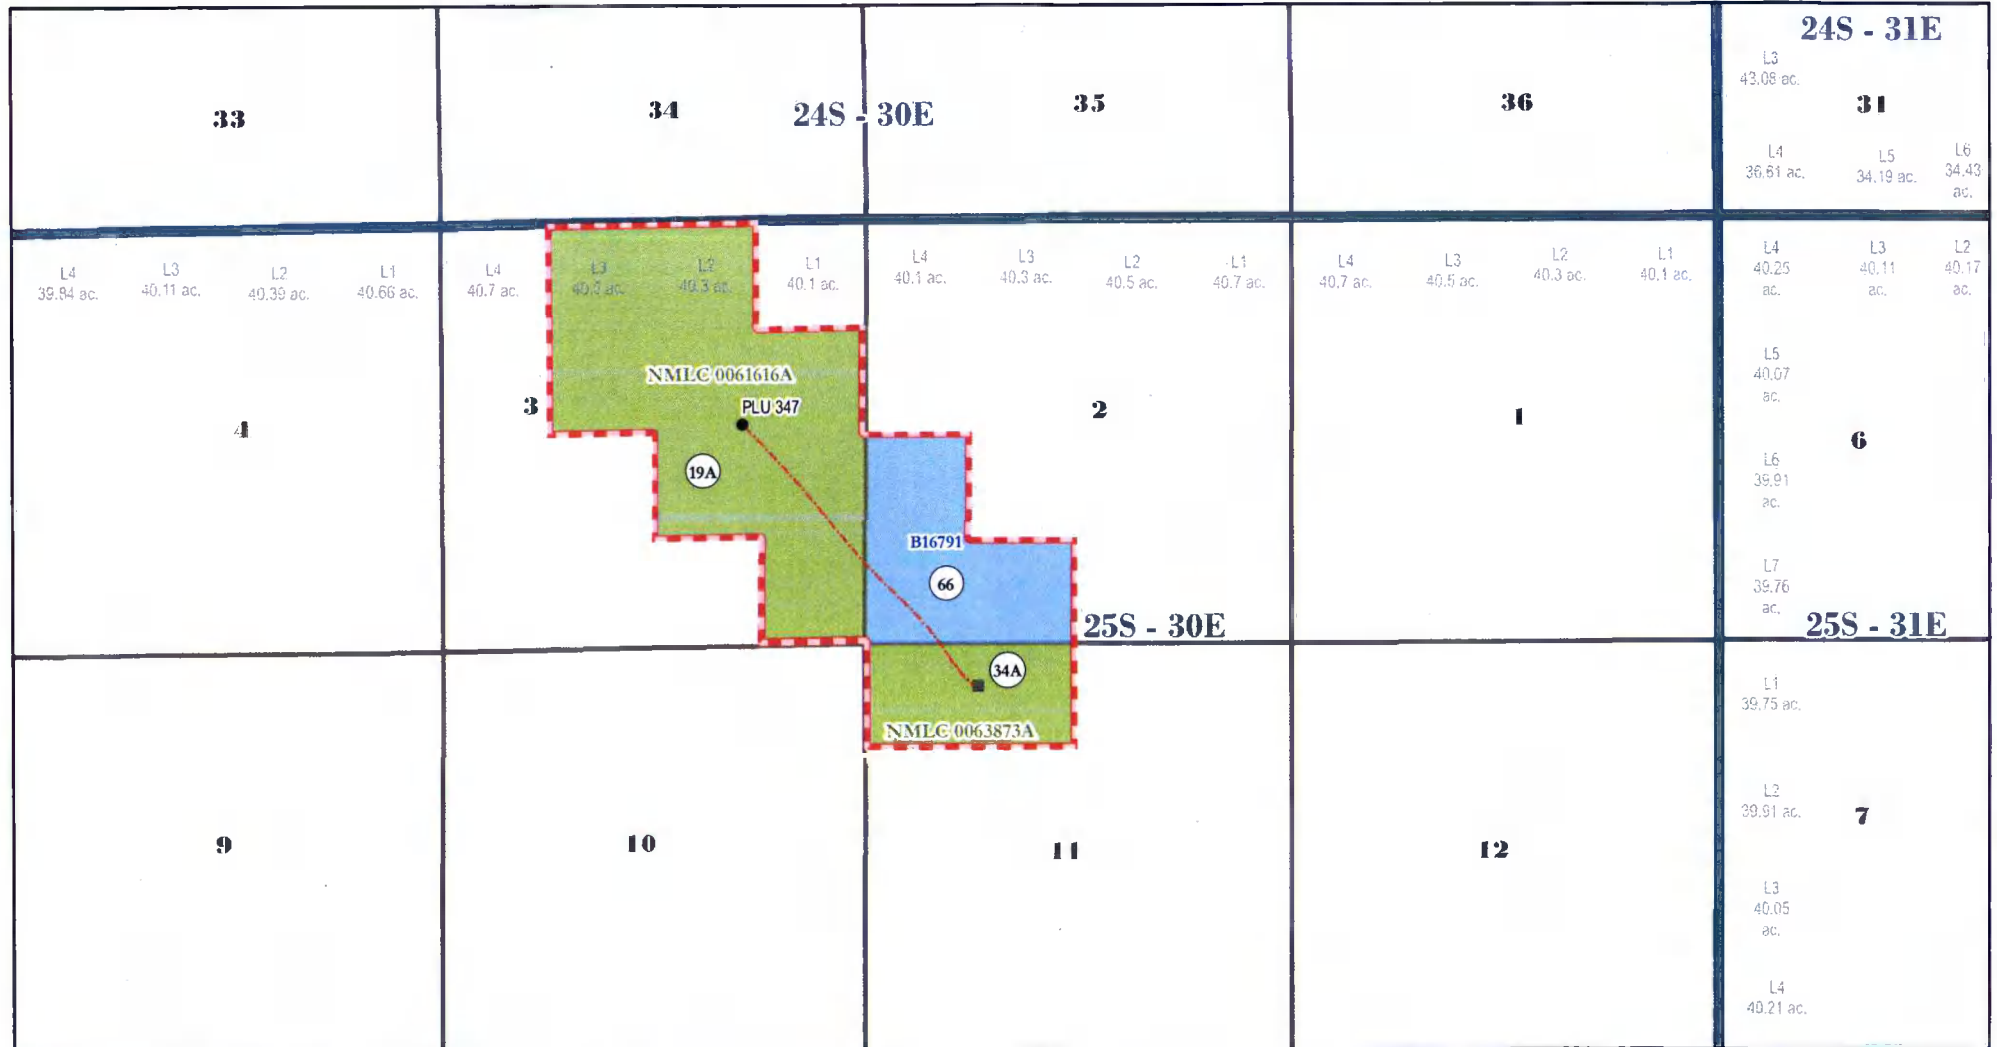 24S - 31E
L3
43.08 ac.
33
34
24S - 30E
35
36
31
L4
36.61 ac.
L5
34.19 ac.
L6
34.43
ac.
L4
39.94 ac.
L3
40.11 ac.
L2
40.39 ac.
L1
40.66 ac.
L4
40.7 ac.
L3
L2
40.3 ac.
L1
40.1 ac.
L4
40.1 ac.
L3
40.3 ac.
L2
40.5 ac.
L1
40.7 ac.
L4
40.7 ac.
L3
40.5 ac.
L2
40.3 ac.
L1
40.1 ac.
L4
40.25
ac.
L3
40.11
ac.
L2
40.17
ac.
L5
40.07
ac.
NMLC 0061616A
PLU 347
3
4
2
1
6
19A
L6
39.91
ac.
B16791
66
L7
39.76
ac.
25S - 30E
25S - 31E
34A
NMLC 0063873A
L1
39.75 ac.
L2
39.91 ac.
7
9
10
11
12
L3
40.05
ac.
L4
40.21 ac.